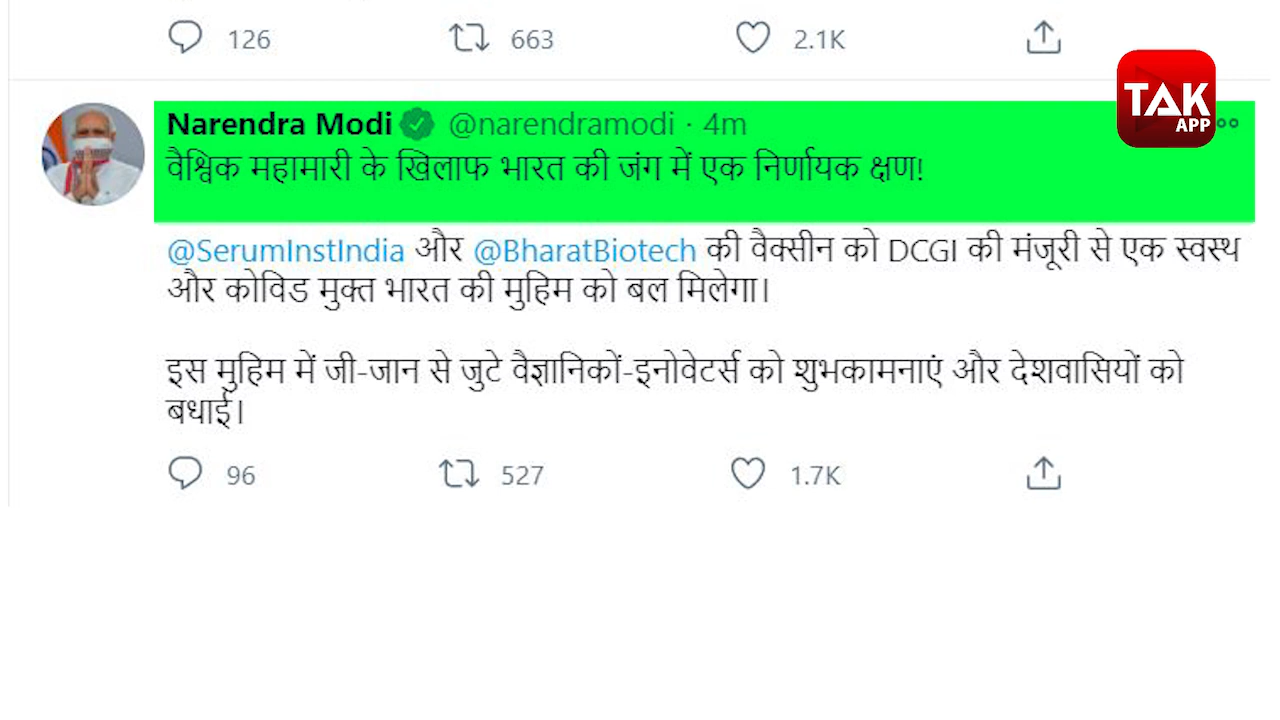 126 663 2.1K
TAK
APP
Narendra Modi @narendramodi · 4m
वैश्विक महामारी के खिलाफ भारत की जंग में एक निर्णायक क्षण!
@SerumInstIndia और @BharatBiotech की वैक्सीन को DCGI की मंजूरी से एक स्वस्थ
और कोविड मुक्त भारत की मुहिम को बल मिलेगा।
इस मुहिम में जी-जान से जुटे वैज्ञानिकों-इनोवेटर्स को शुभकामनाएं और देशवासियों को
बधाई।
96 527 1.7K